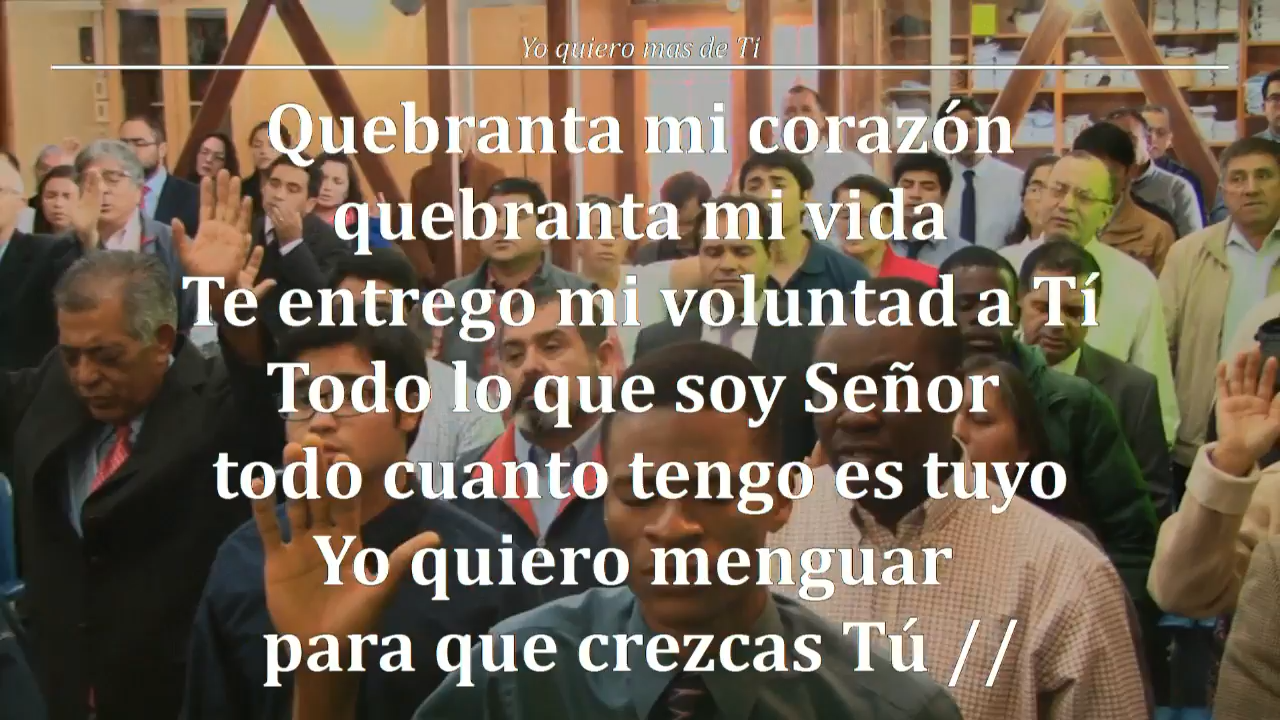 Yo quiero mas de Tí
Quebranta mi corazón
quebranta mi vida
Te entrego mi voluntad a Tí
Todo lo que soy Señor
todo cuanto tengo es tuyo
Yo quiero menguar
para que crezcas Tú //